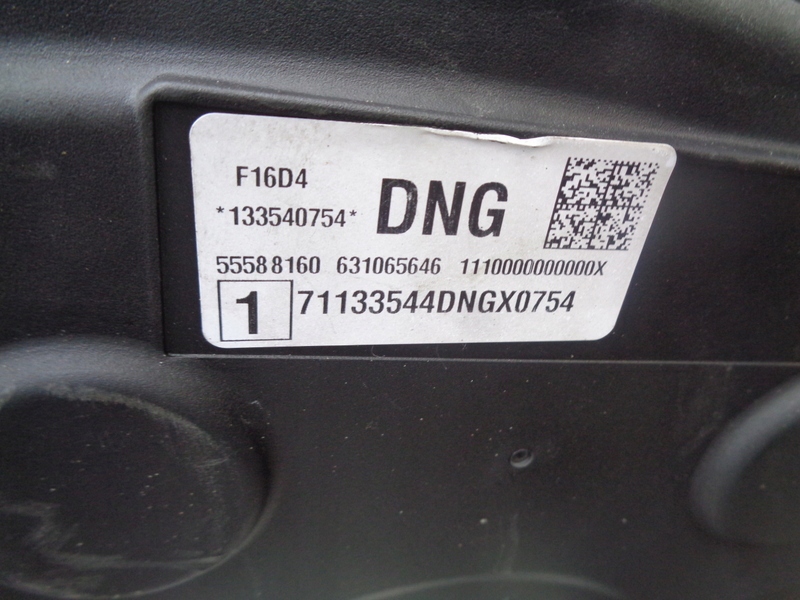 F16D4
DNG
*133540754*
55588160 631065646 1110000000000X
1 71133544DNGX0754